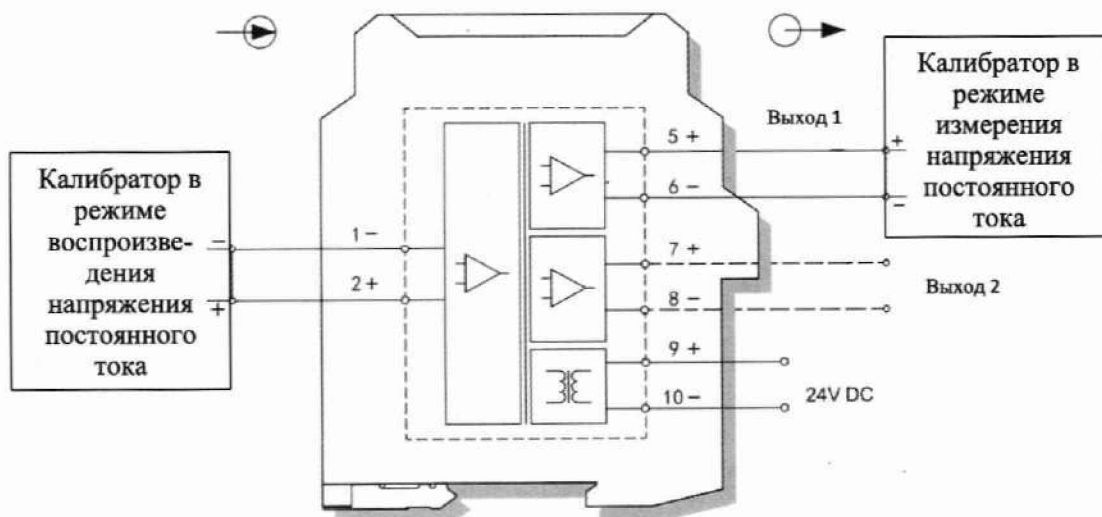 Калибратор в
режиме
воспроизве-
дения
напряжения
постоянного
тока
−
+
1 −
2 +
5 +
6 −
7 +
8 −
9 +
10 −
Выход 1
Выход 2
24V DC
Калибратор в
режиме
измерения
напряжения
постоянного
тока
+
−